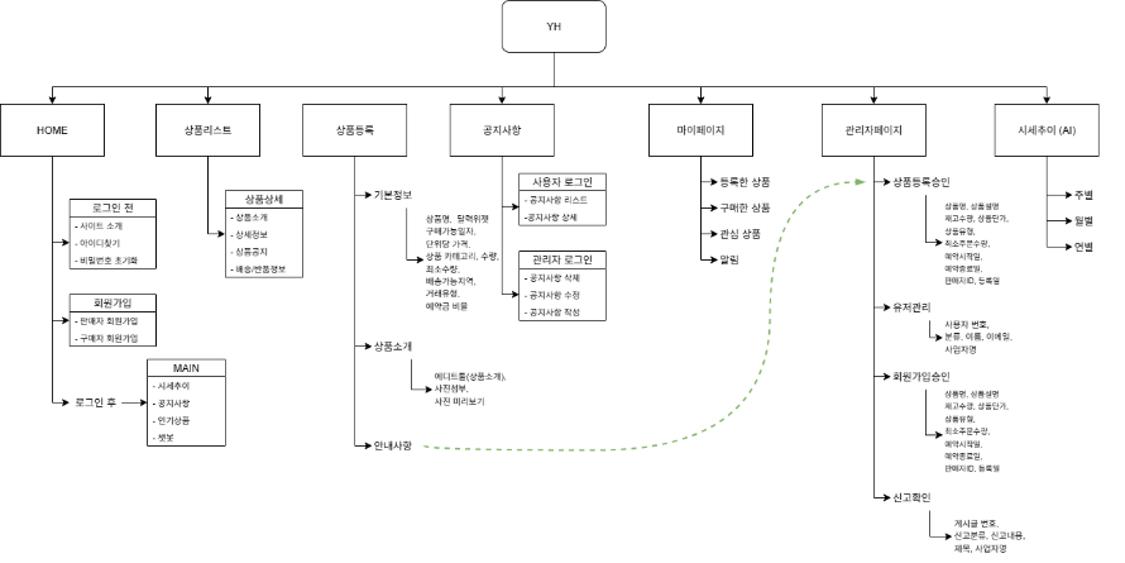 YH
HOME
로그인 전
- 사이트 소개
- 아이디찾기
- 비밀번호 초기화
회원가입
- 판매자 회원가입
- 구매자 회원가입
로그인 후
MAIN
- 시세추이
- 공지사항
- 인기상품
- 챗봇
상품리스트
상품상세
- 상품소개
- 상세정보
- 상품공지
- 배송/반품정보
상품등록
기본정보
상품명, 달력위젯
구매가능일자,
단위당 가격,
상품 카테고리, 수량,
최소수량,
배송가능지역,
거래유형,
예약금 비율
상품소개
에디트툴(상품소개),
사진첨부,
사진 미리보기
안내사항
공지사항
사용자 로그인
- 공지사항 리스트
-공지사항 상세
관리자 로그인
- 공지사항 삭제
- 공지사항 수정
- 공지사항 작성
마이페이지
등록한 상품
구매한 상품
관심 상품
알림
관리자페이지
상품등록승인
상품명, 상품설명
재고수량, 상품단가,
상품유형,
최소주문수량,
예약시작일,
예약종료일,
판매자ID, 등록일
유저관리
사용자 번호,
분류, 이름, 이메일,
사업자명
회원가입승인
상품명, 상품설명
재고수량, 상품단가,
상품유형,
최소주문수량,
예약시작일,
예약종료일,
판매자ID, 등록일
신고확인
게시글 번호,
신고분류, 신고내용,
제목, 사업자명
시세추이 (AI)
주별
월별
연별